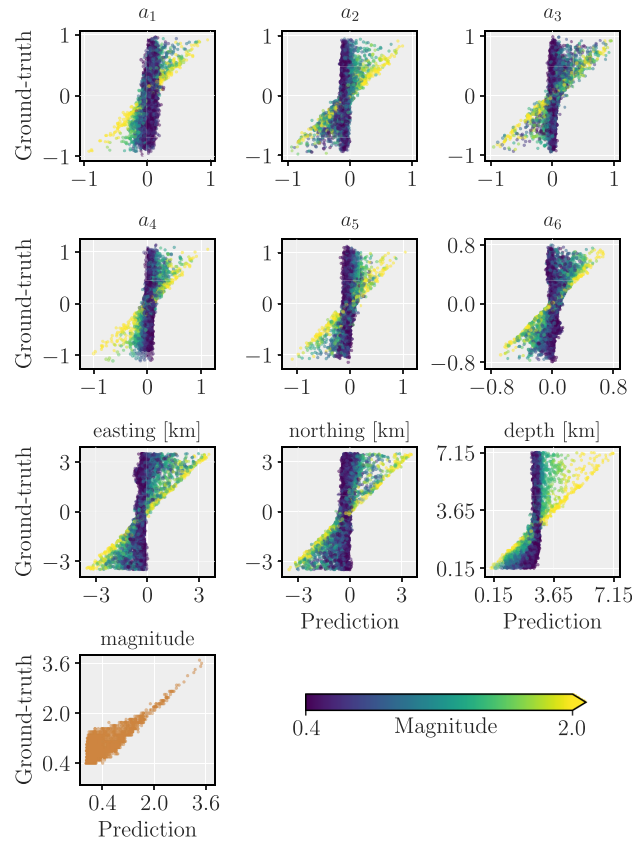 a1 a2 a3
Ground-truth
1
0
−1
−1 0 1
1
0
−1
−1 0 1
1
0
−1
−1 0 1
a4 a5 a6
Ground-truth
1
0
−1
−1 0 1
1
0
−1
−1 0 1
0.8
0.0
−0.8
−0.8 0.0 0.8
easting [km] northing [km] depth [km]
Ground-truth
3
0
−3
−3 0 3
3
0
−3
−3 0 3
Prediction
7.15
3.65
0.15
0.15 3.65 7.15
Prediction
magnitude
Ground-truth
3.6
2.0
0.4
0.4 2.0 3.6
Prediction
0.4 Magnitude 2.0